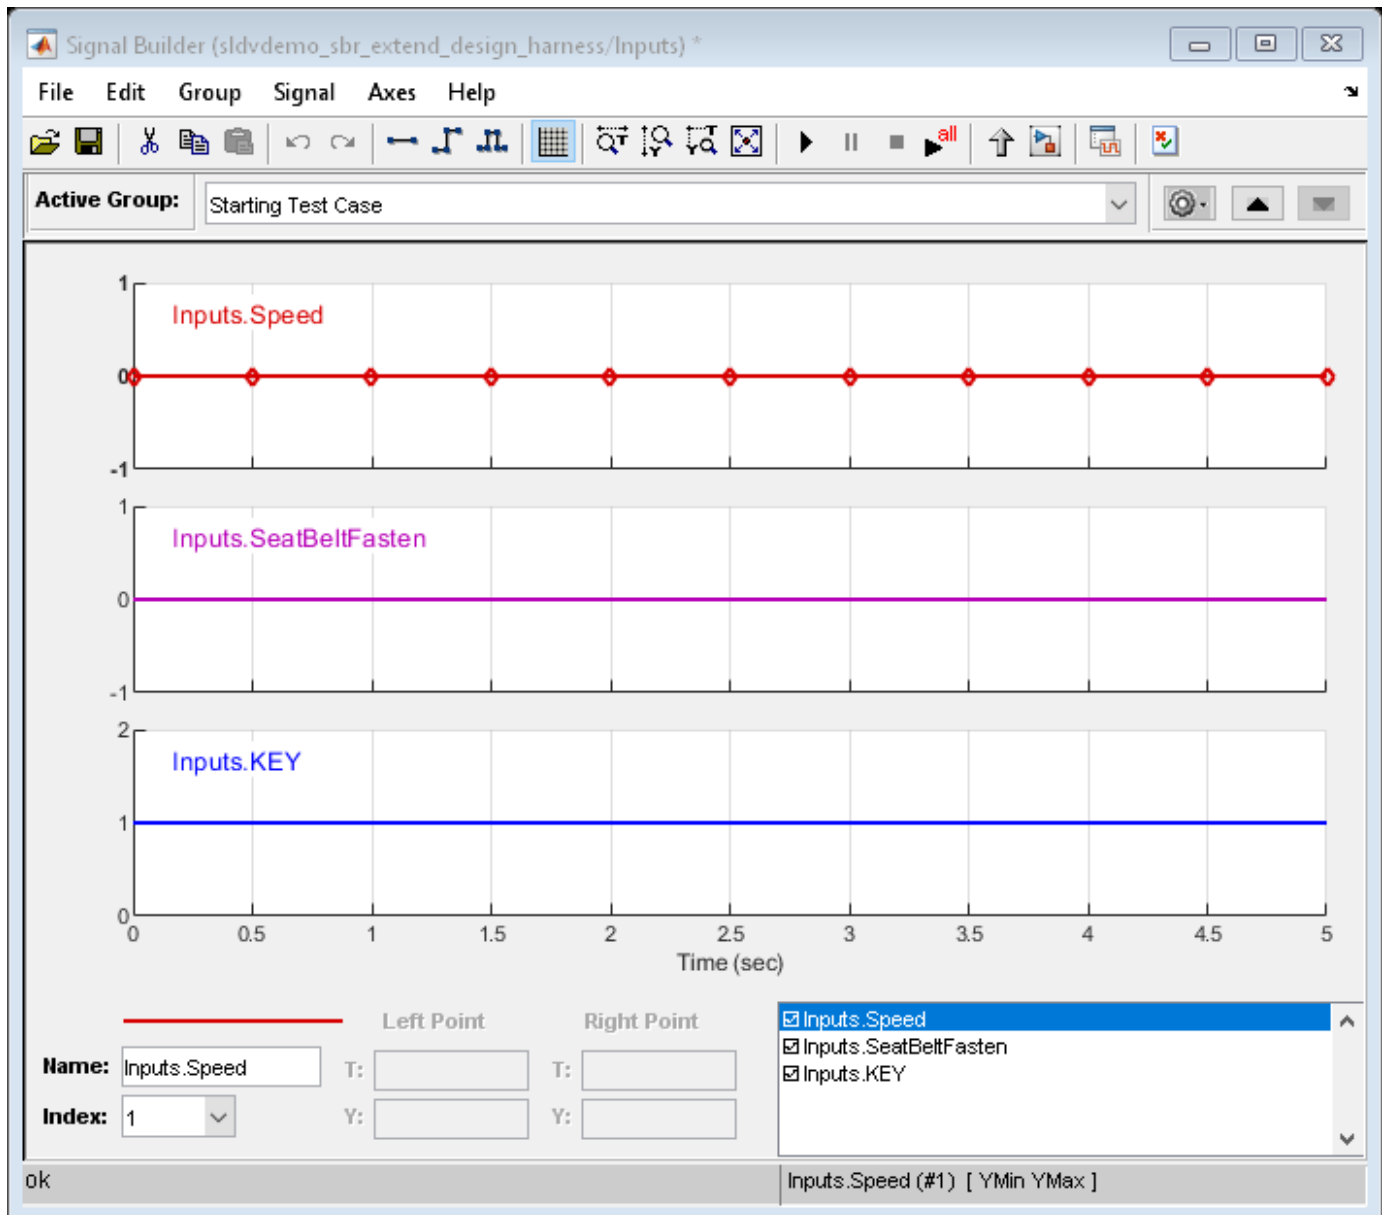 Signal Builder (sldvdemo_sbr_extend_design_harness/Inputs) *
File Edit Group Signal Axes Help
all
Active Group: Starting Test Case
1
Inputs.Speed
0
-1
1
Inputs.SeatBeltFasten
0
-1
2
Inputs.KEY
1
0
0 0.5 1 1.5 2 2.5 3 3.5 4 4.5 5
Time (sec)
Left Point Right Point
Name: Inputs.Speed T: T:
Index: 1 Y: Y:
Inputs.Speed
Inputs.SeatBeltFasten
Inputs.KEY
ok
Inputs.Speed (#1) [ YMin YMax ]